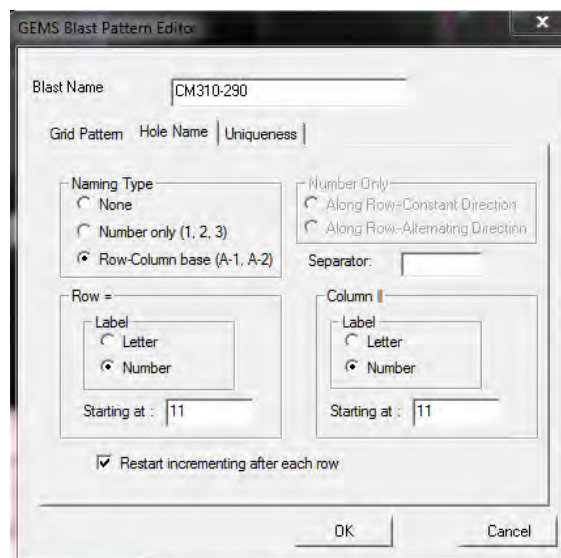 GEMS Blast Pattern Editor
Blast Name CM310-290
Grid Pattern Hole Name Uniqueness
Naming Type
None
Number only (1, 2, 3)
Row-Column base (A-1, A-2)
Number Only
Along Row-Constant Direction
Along Row-Alternating Direction
Separator:
Row =
Label
Letter
Number
Starting at : 11
Column ||
Label
Letter
Number
Starting at : 11
Restart incrementing after each row
OK Cancel